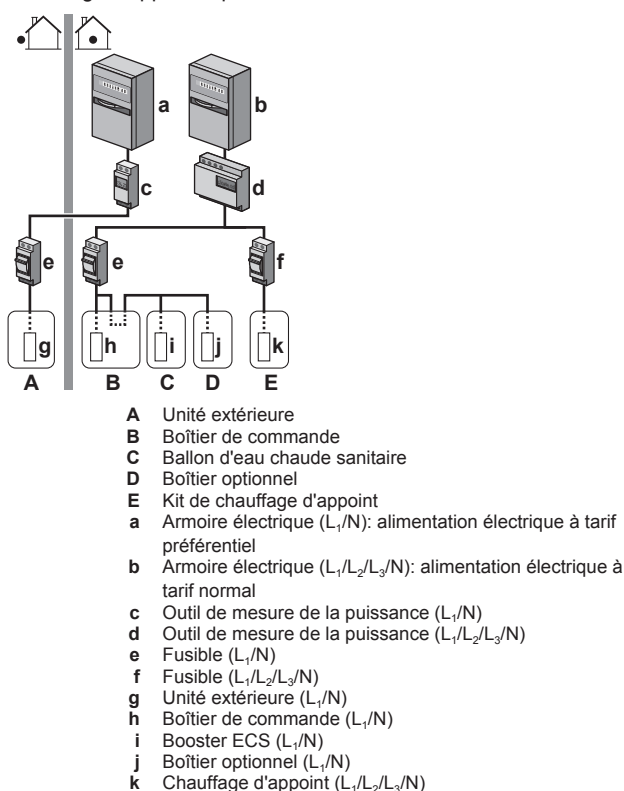 a
b
c
d
e
e
f
g
h
i
j
k
A
B
C
D
E
A Unité extérieure
B Boîtier de commande
C Ballon d'eau chaude sanitaire
D Boîtier optionnel
E Kit de chauffage d'appoint
a Armoire électrique (L₁/N): alimentation électrique à tarif
préférentiel
b Armoire électrique (L₁/L₂/L₃/N): alimentation électrique à
tarif normal
c Outil de mesure de la puissance (L₁/N)
d Outil de mesure de la puissance (L₁/L₂/L₃/N)
e Fusible (L₁/N)
f Fusible (L₁/L₂/L₃/N)
g Unité extérieure (L₁/N)
h Boîtier de commande (L₁/N)
i Booster ECS (L₁/N)
j Boîtier optionnel (L₁/N)
k Chauffage d'appoint (L₁/L₂/L₃/N)